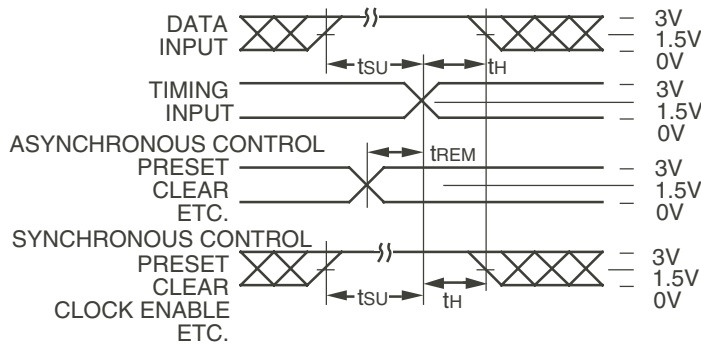 DATA
INPUT
3V
1.5V
0V
tSU
tH
TIMING
INPUT
3V
1.5V
0V
ASYNCHRONOUS CONTROL
PRESET
CLEAR
ETC.
tREM
3V
1.5V
0V
SYNCHRONOUS CONTROL
PRESET
CLEAR
CLOCK ENABLE
ETC.
tSU
tH
3V
1.5V
0V